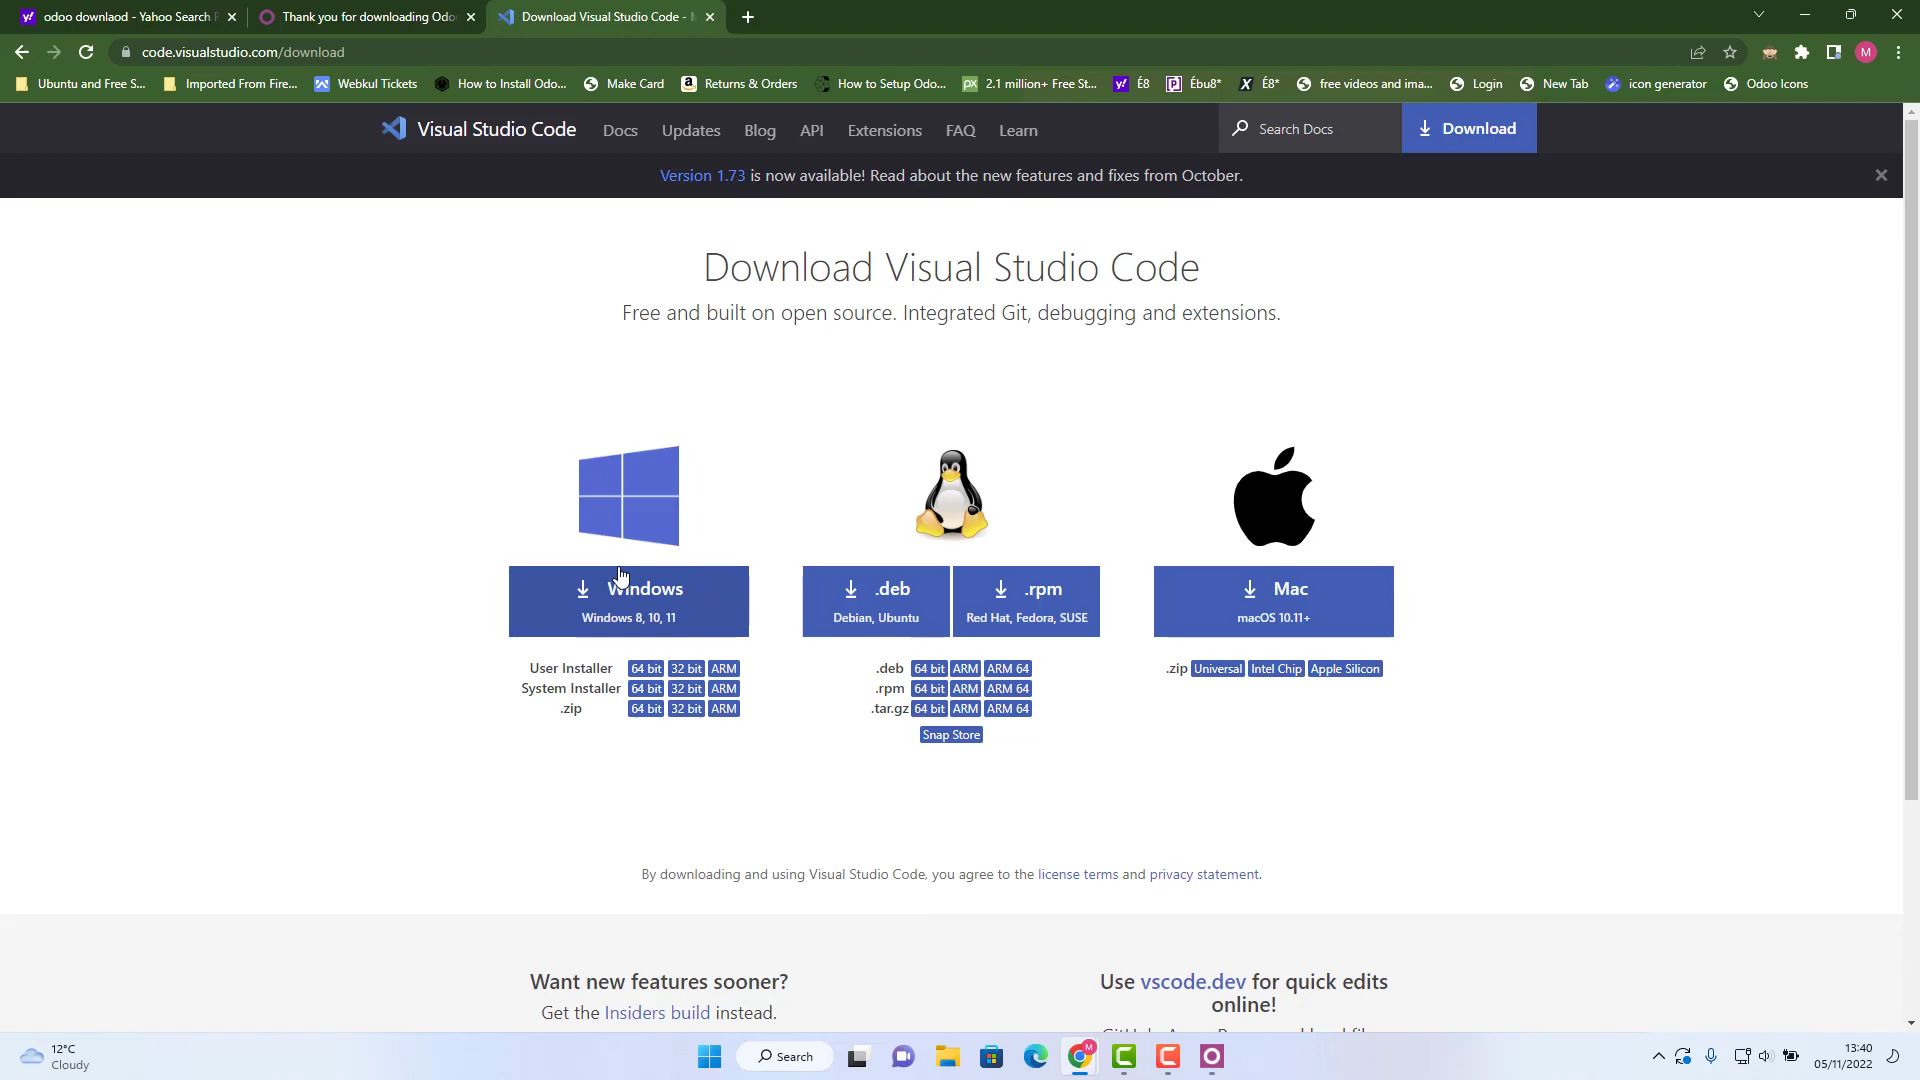 odoo downlaod - Yahoo Search
Thank you for downloading Odo
Download Visual Studio Code -
code.visualstudio.com/download
M
Ubuntu and Free S...
Imported From Fire...
Webkul Tickets
How to Install Odo...
Make Card
Returns & Orders
How to Setup Odo...
2.1 million+ Free St...
É8
Ébu8*
É8*
free videos and ima...
Login
New Tab
icon generator
Odoo Icons
Visual Studio Code
Docs
Updates
Blog
API
Extensions
FAQ
Learn
Search Docs
Download
Version 1.73 is now available! Read about the new features and fixes from October.
Download Visual Studio Code
Free and built on open source. Integrated Git, debugging and extensions.
Windows
Windows 8, 10, 11
.deb
Debian, Ubuntu
.rpm
Red Hat, Fedora, SUSE
Mac
macOS 10.11+
User Installer 64 bit 32 bit ARM
System Installer 64 bit 32 bit ARM
.zip 64 bit 32 bit ARM
.deb 64 bit ARM ARM 64
.rpm 64 bit ARM ARM 64
.tar.gz 64 bit ARM ARM 64
Snap Store
.zip Universal Intel Chip Apple Silicon
By downloading and using Visual Studio Code, you agree to the license terms and privacy statement.
Want new features sooner?
Get the Insiders build instead.
Use vscode.dev for quick edits
online!
12°C
Cloudy
Search
13:40
05/11/2022